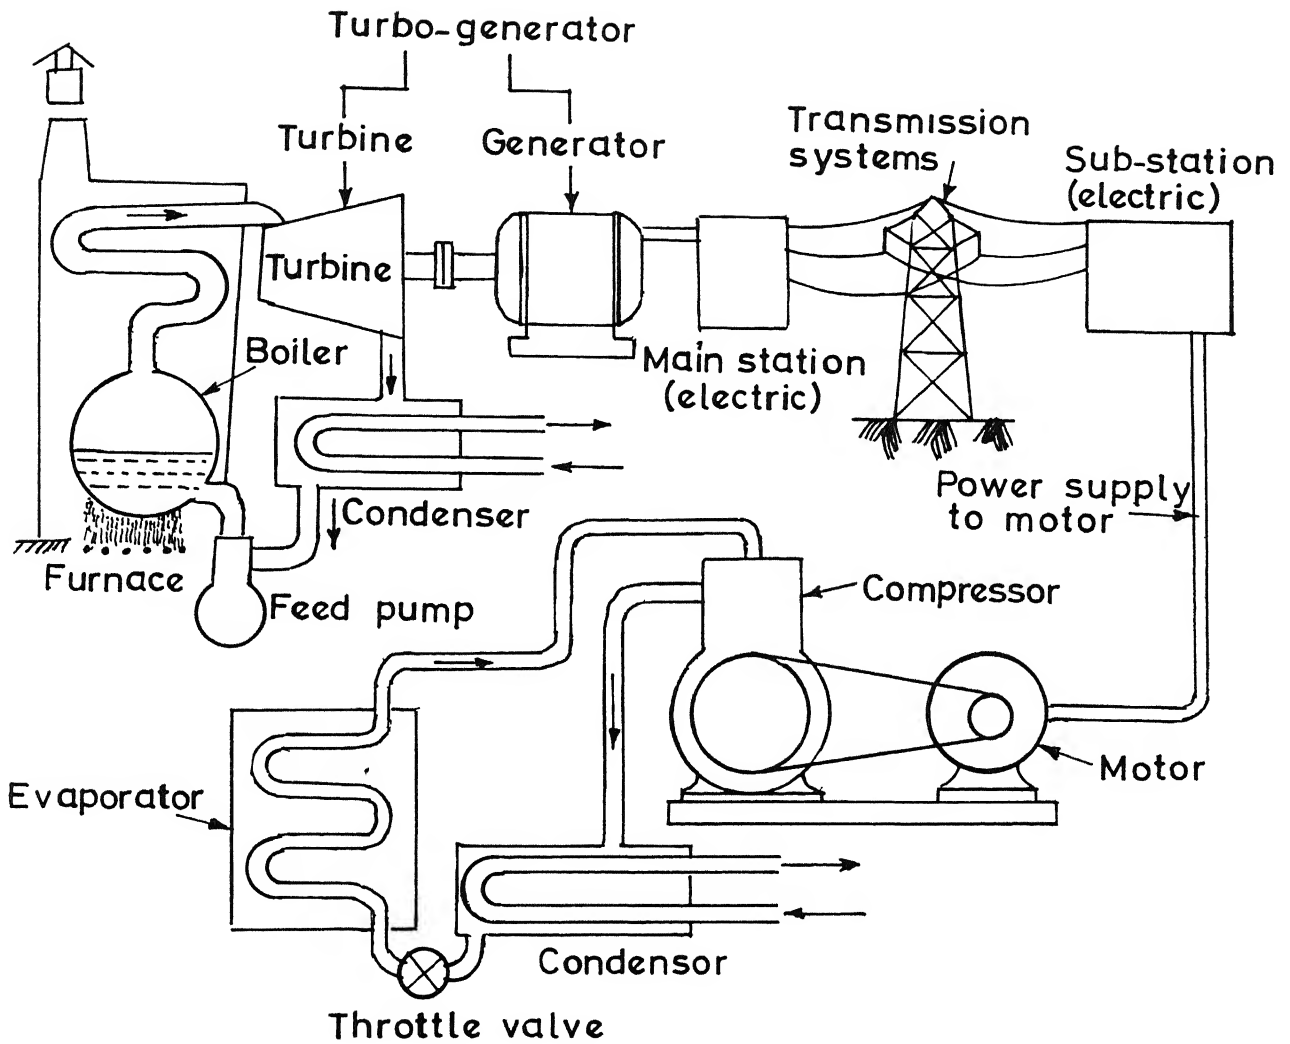 Turbo-generator
Turbine
Generator
Transmission
systems
Sub-station
(electric)
Turbine
Boiler
Main station
(electric)
Power supply
to motor
Condenser
Furnace
Feed pump
Compressor
Motor
Evaporator
Condensor
Throttle valve